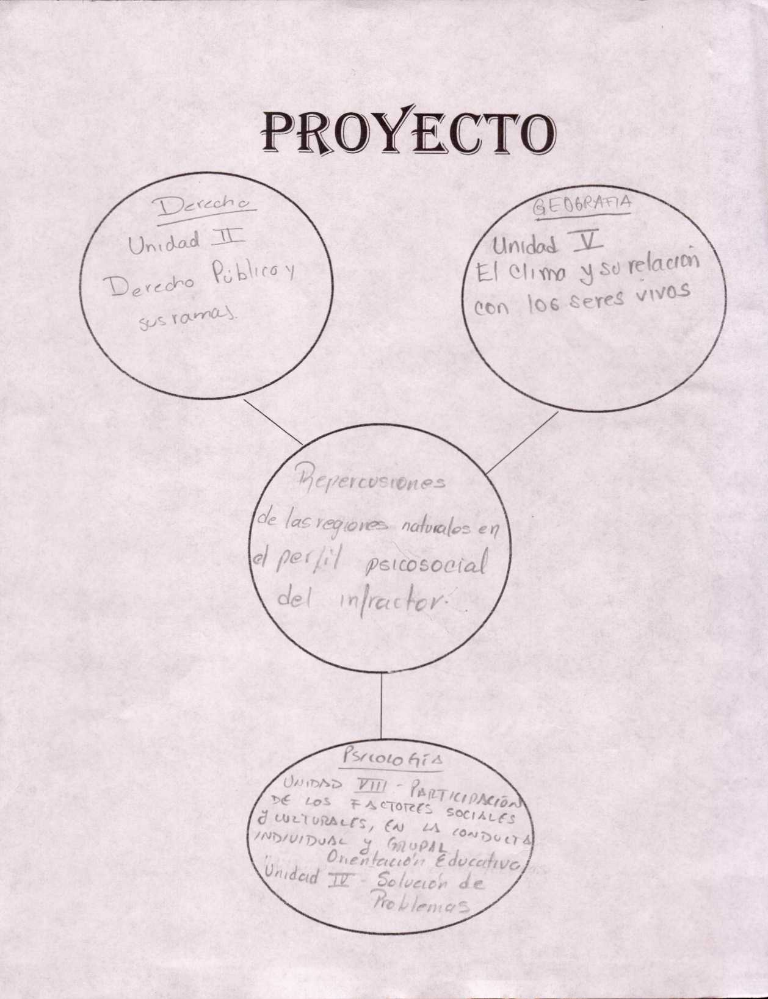 PROYECTO
Derecho
Unidad II
Derecho Público y
sus ramas.
GEOGRAFIA
Unidad V
El Clima y su relación
con los seres vivos
Repercusiones
de las regiones naturales en
el perfil psicosocial
del infractor.
PSICOLOGÍA
UNIDAD VIII - PARTICIPACIÓN
DE LOS FACTORES SOCIALES
y CULTURALES, EN LA CONDUCTA
INDIVIDUAL y GRUPAL
Orientación Educativa
Unidad IV - Solución de
Problemas